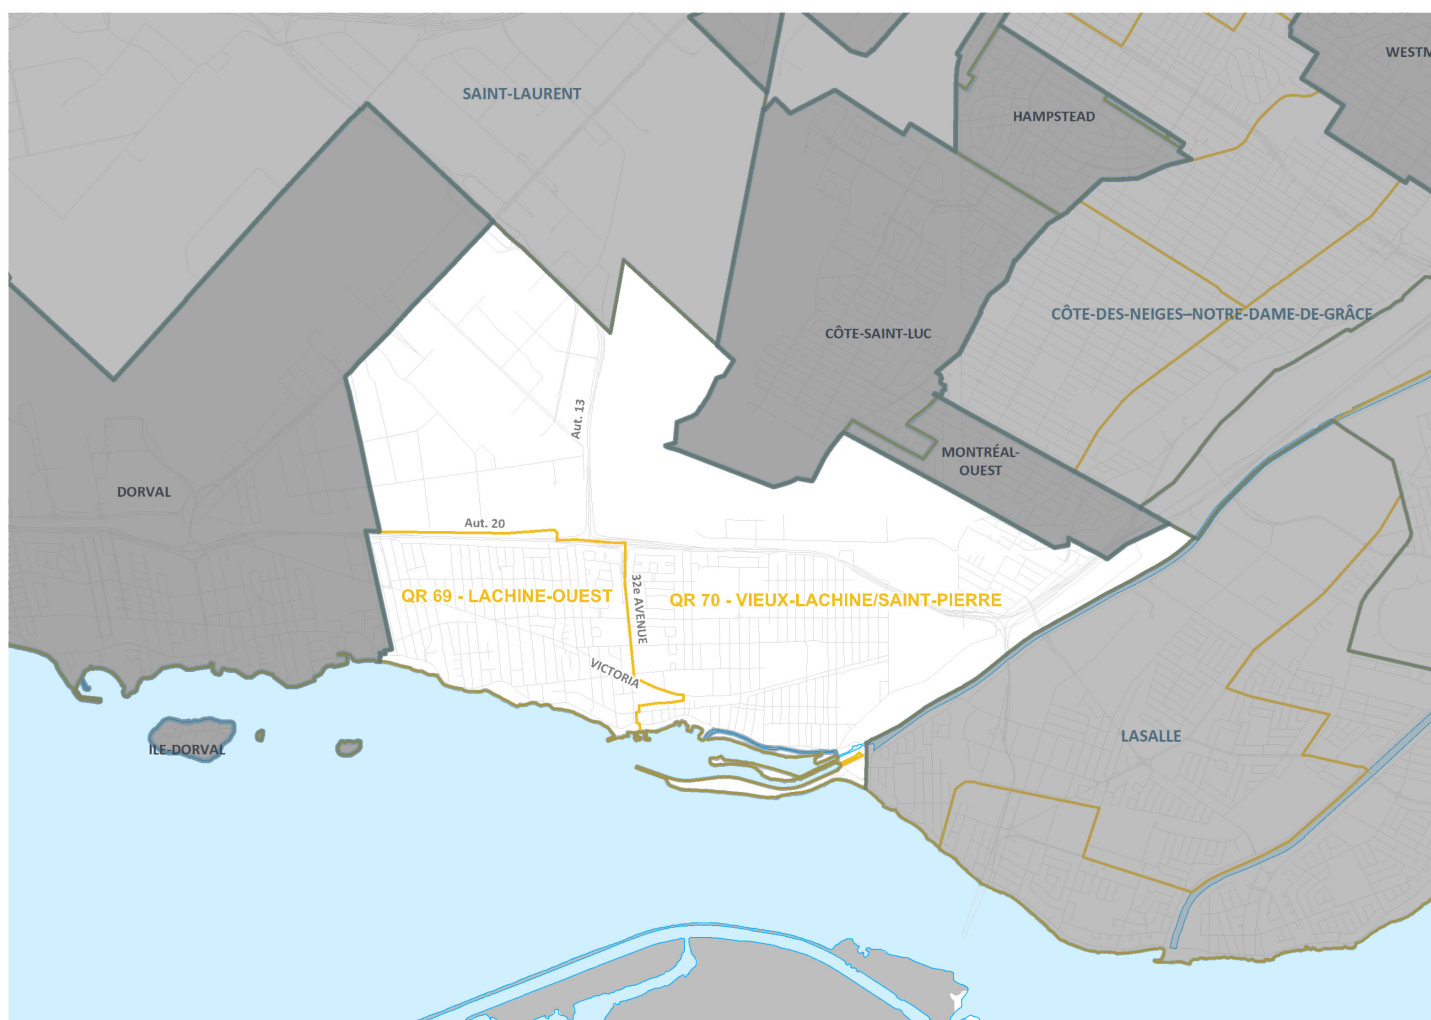 WESTM
SAINT-LAURENT
HAMPSTEAD
CÔTE-DES-NEIGES–NOTRE-DAME-DE-GRÂCE
CÔTE-SAINT-LUC
Aut. 13
MONTRÉAL-
OUEST
DORVAL
Aut. 20
QR 69 - LACHINE-OUEST
32e AVENUE
QR 70 - VIEUX-LACHINE/SAINT-PIERRE
VICTORIA
LASALLE
ÎLE-DORVAL